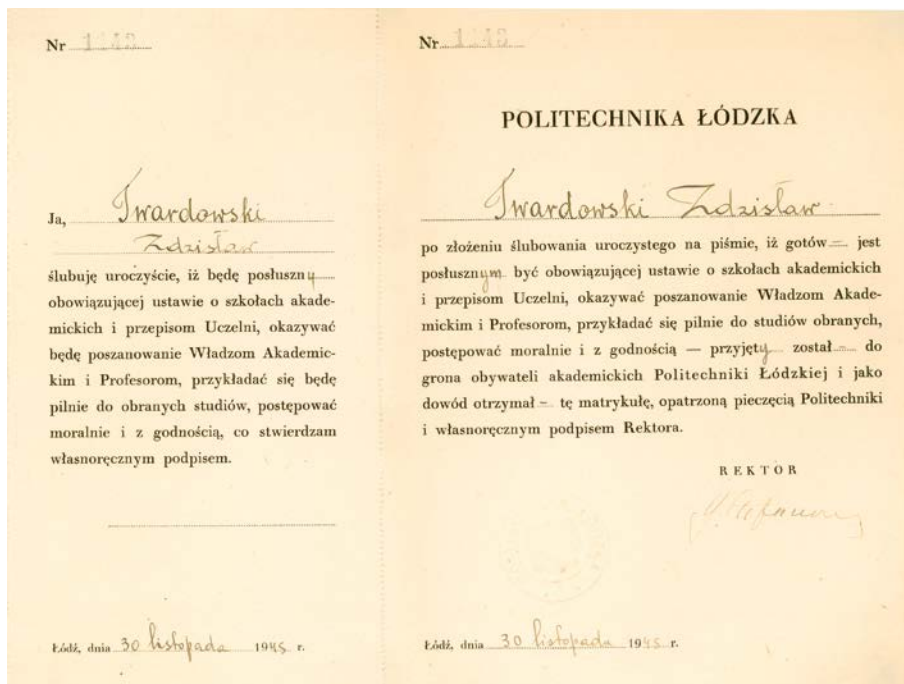 Nr
Ja, Twardowski
Zdzisław
ślubuję uroczyście, iż będę posłuszny
obowiązującej ustawie o szkołach akade-
mickich i przepisom Uczelni, okazywać
będę poszanowanie Władzom Akademic-
kim i Profesorom, przykładać się będę
pilnie do obranych studiów, postępować
moralnie i z godnością, co stwierdzam
własnoręcznym podpisem.
Łódź, dnia 30 listopada 1945 r.
Nr
POLITECHNIKA ŁÓDZKA
Twardowski Zdzisław
po złożeniu ślubowania uroczystego na piśmie, iż gotów — jest
posłusznym być obowiązującej ustawie o szkołach akademickich
i przepisom Uczelni, okazywać poszanowanie Władzom Akade-
mickim i Profesorom, przykładać się pilnie do studiów obranych,
postępować moralnie i z godnością — przyjęty został — do
grona obywateli akademickich Politechniki Łódzkiej i jako
dowód otrzymał — tę matrykułę, opatrzoną pieczęcią Politechniki
i własnoręcznym podpisem Rektora.
REKTOR
Łódź, dnia 30 listopada 1945 r.